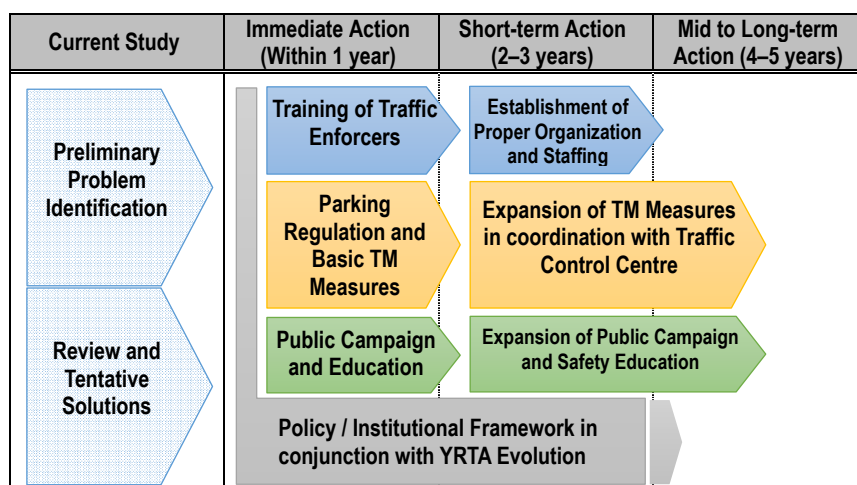 Current Study
Immediate Action
(Within 1 year)
Short-term Action
(2–3 years)
Mid to Long-term
Action (4–5 years)
Preliminary
Problem
Identification
Review and
Tentative
Solutions
Training of Traffic
Enforcers
Establishment of
Proper Organization
and Staffing
Parking
Regulation and
Basic TM
Measures
Expansion of TM Measures
in coordination with Traffic
Control Centre
Public Campaign
and Education
Expansion of Public Campaign
and Safety Education
Policy / Institutional Framework in
conjunction with YRTA Evolution